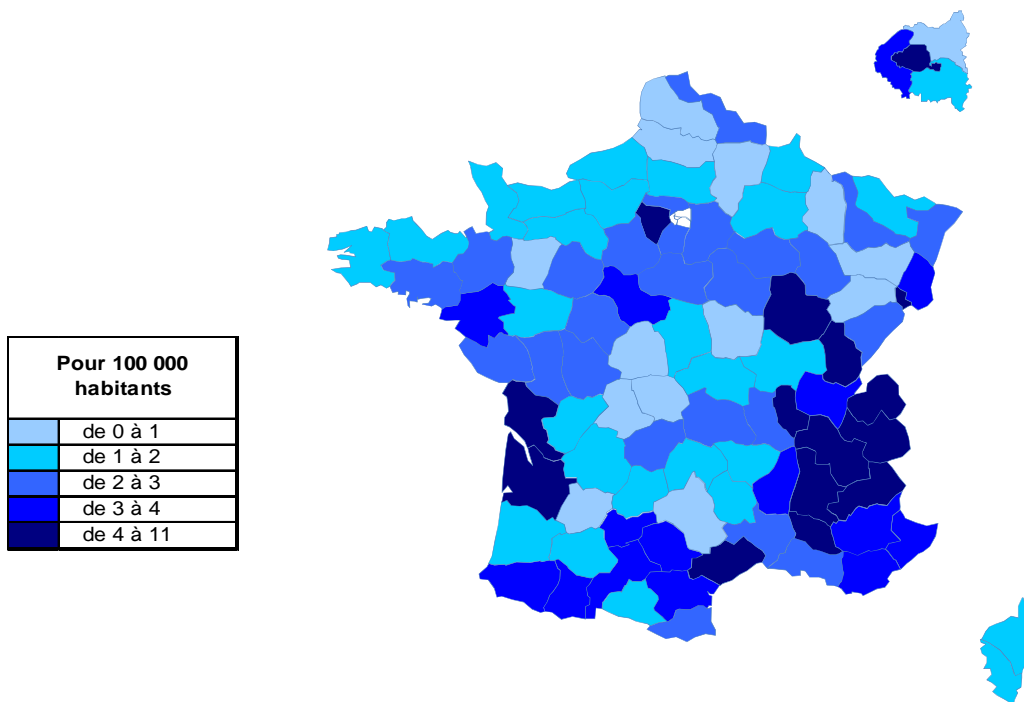 Pour 100 000
habitants
de 0 à 1
de 1 à 2
de 2 à 3
de 3 à 4
de 4 à 11